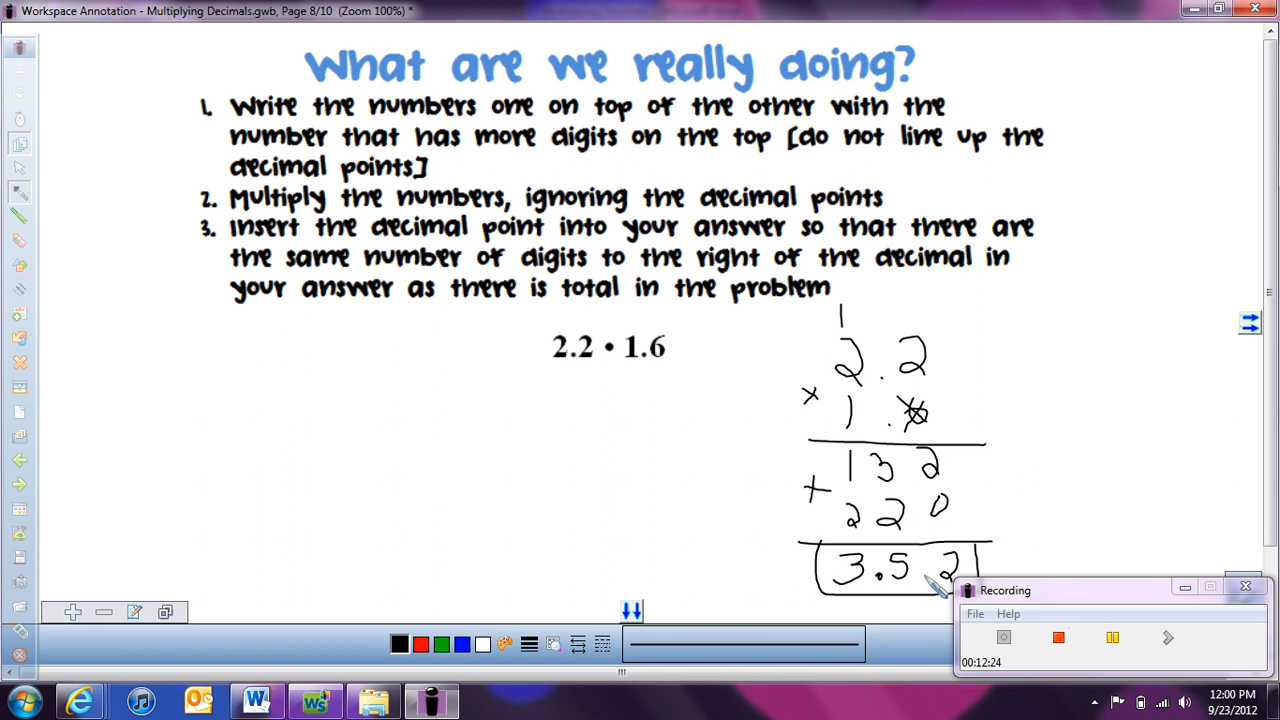 Workspace Annotation - Multiplying Decimals.gwb, Page 8/10 (Zoom 100%) *
What are we really doing?
1. Write the numbers one on top of the other with the
number that has more digits on the top [do not line up the
decimal points]
2. Multiply the numbers, ignoring the decimal points
3. Insert the decimal point into your answer so that there are
the same number of digits to the right of the decimal in
your answer as there is total in the problem
2.2 • 1.6
1
2.2
x
1.
132
+
220
3.52
Recording
File Help
00:12:24
12:00 PM
9/23/2012